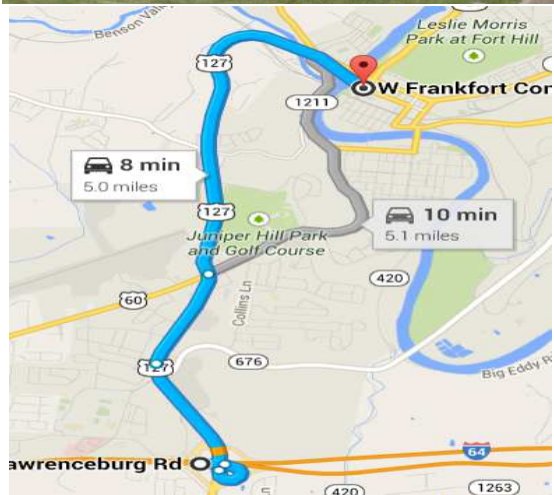 Benson Valley
Leslie Morris
Park at Fort Hill
127
W Frankfort Con
1211
8 min
5.0 miles
127
10 min
5.1 miles
Juniper Hill Park
and Golf Course
420
60
Collins Ln
676
127
Big Eddy R
awrenceburg Rd
64
420
1263